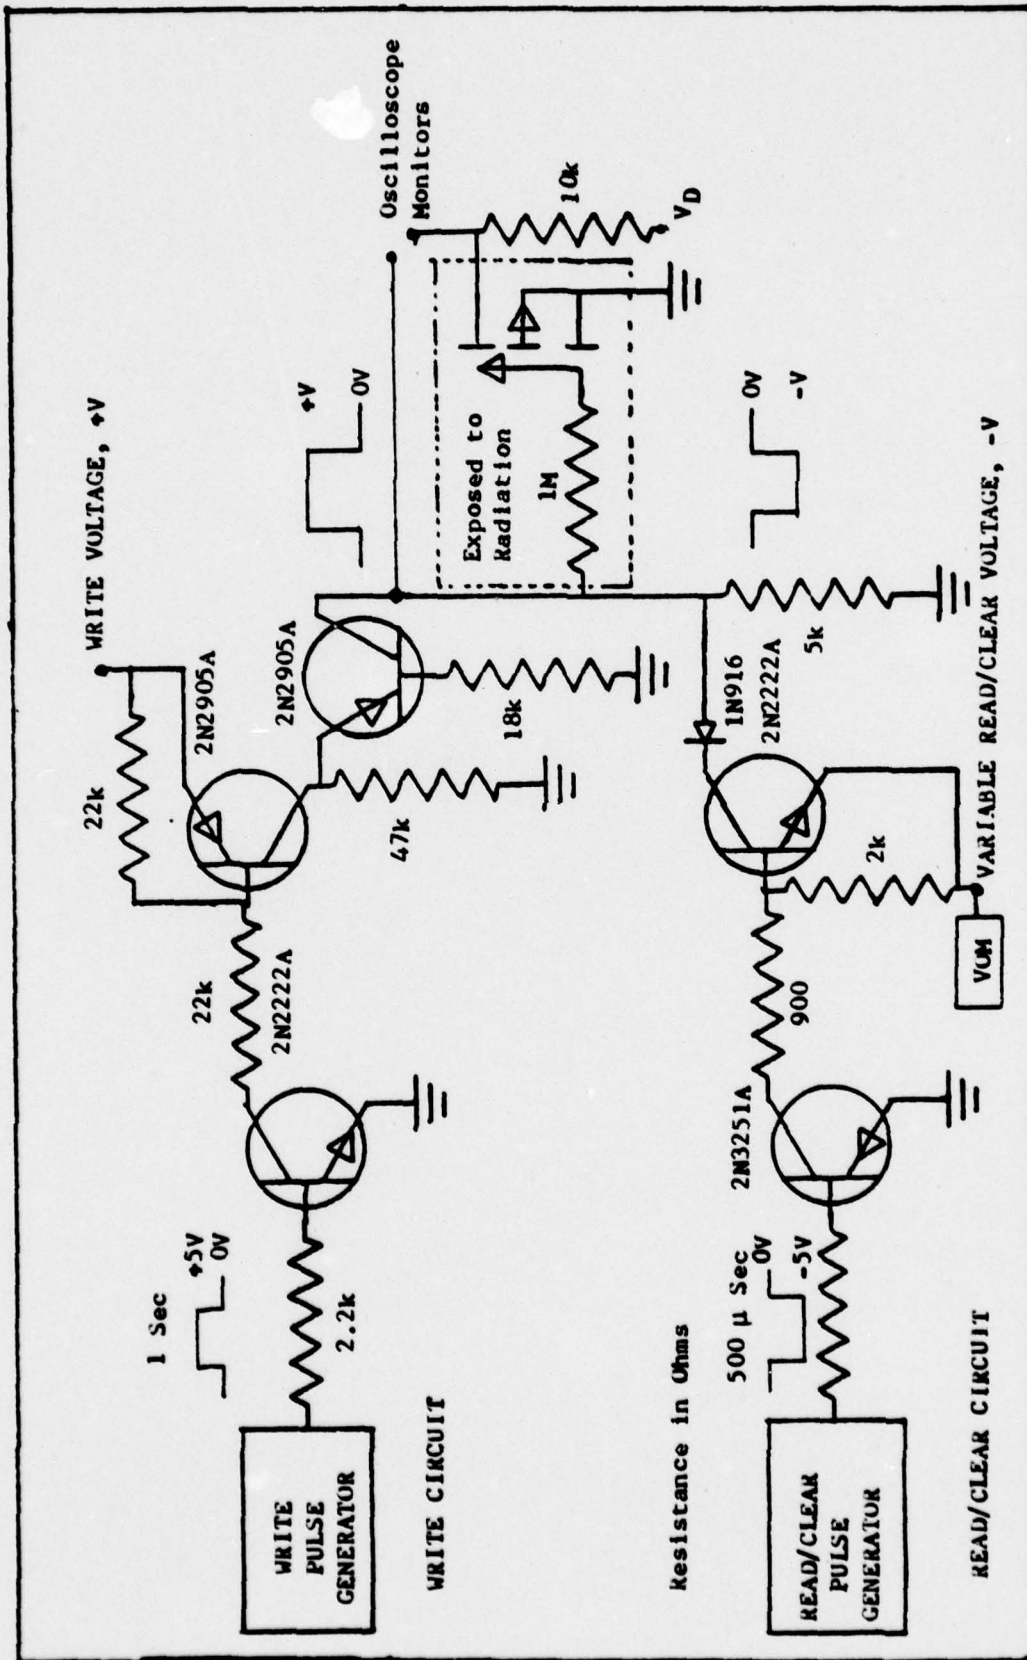 WRITE VOLTAGE, +V
22k
2N2905A
22k
2N2222A
2N2905A
47k
18k
1 Sec
+5V
0V
2.2k
WRITE
PULSE
GENERATOR
WRITE CIRCUIT
+V
0V
Oscilloscope
Monitors
10k
VD
Exposed to
Radiation
1M
0V
-V
5k
1N916
2N2222A
2k
900
2N3251A
VOM
VARIABLE READ/CLEAR VOLTAGE, -V
Resistance in Ohms
500 μ Sec
0V
-5V
READ/CLEAR
PULSE
GENERATOR
READ/CLEAR CIRCUIT